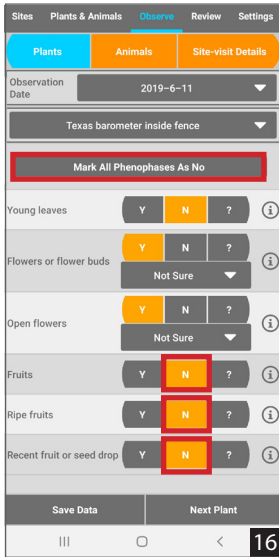 Sites Plants & Animals Observe Review Settings
Plants Animals Site-visit Details
Observation Date 2019-6-11
Texas barometer inside fence
Mark All Phenophases As No
Young leaves Y N ? i
Flowers or flower buds Y N ? i
Not Sure
Open flowers Y N ? i
Not Sure
Fruits Y N ? i
Ripe fruits Y N ? i
Recent fruit or seed drop Y N ? i
Save Data Next Plant
16